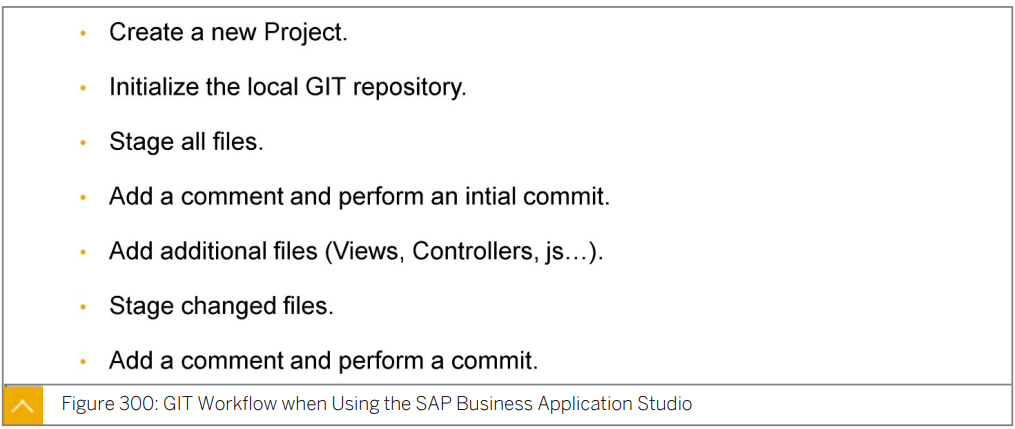 • Create a new Project.
• Initialize the local GIT repository.
• Stage all files.
• Add a comment and perform an intial commit.
• Add additional files (Views, Controllers, js…).
• Stage changed files.
• Add a comment and perform a commit.
Figure 300: GIT Workflow when Using the SAP Business Application Studio